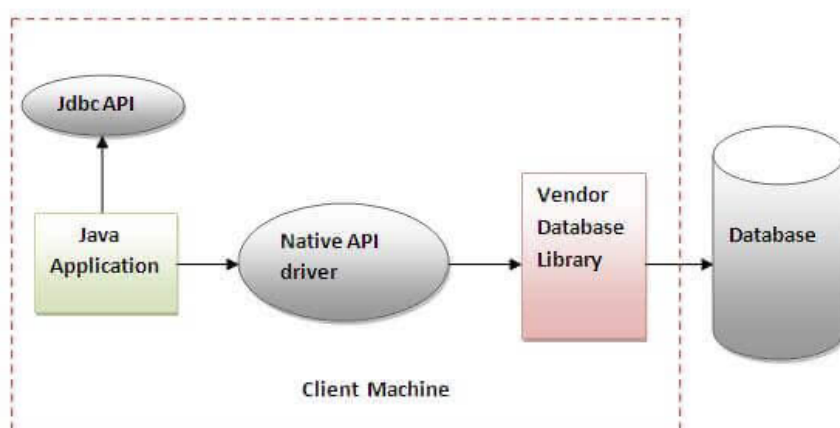 Jdbc API
Java
Application
Native API
driver
Vendor
Database
Library
Database
Client Machine